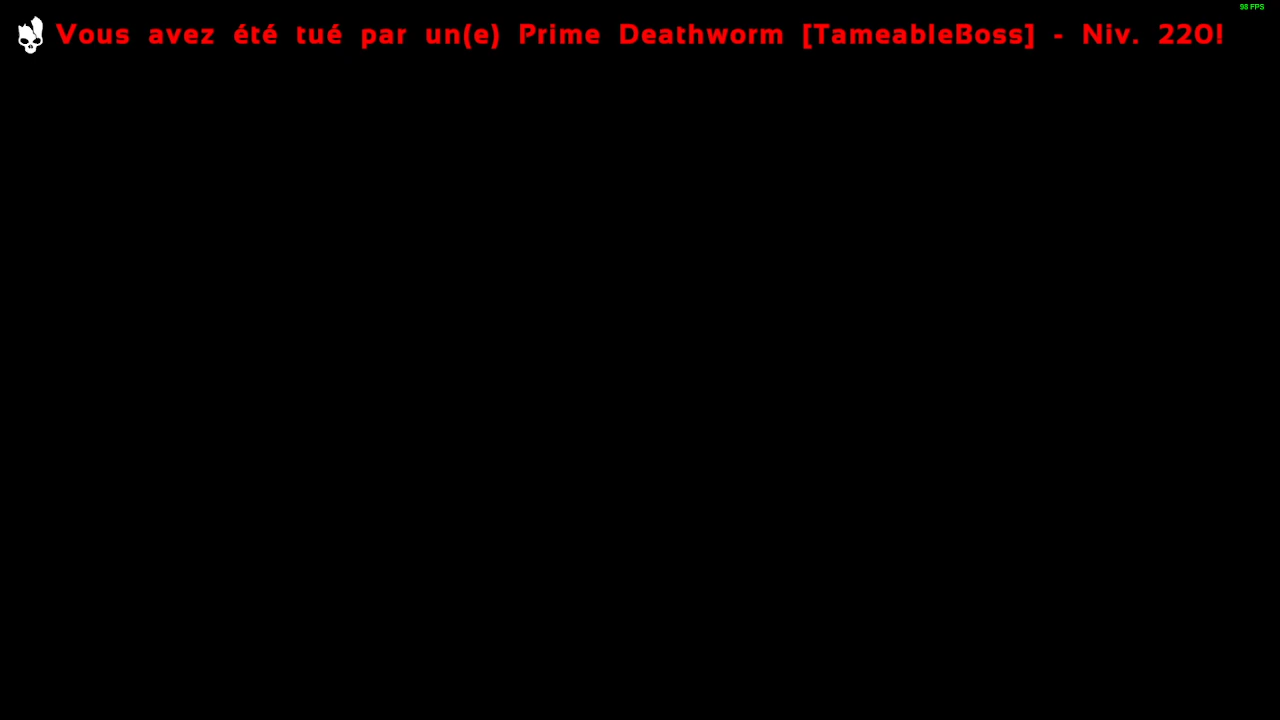 98 FPS
Vous avez été tué par un(e) Prime Deathworm [TameableBoss] - Niv. 220!